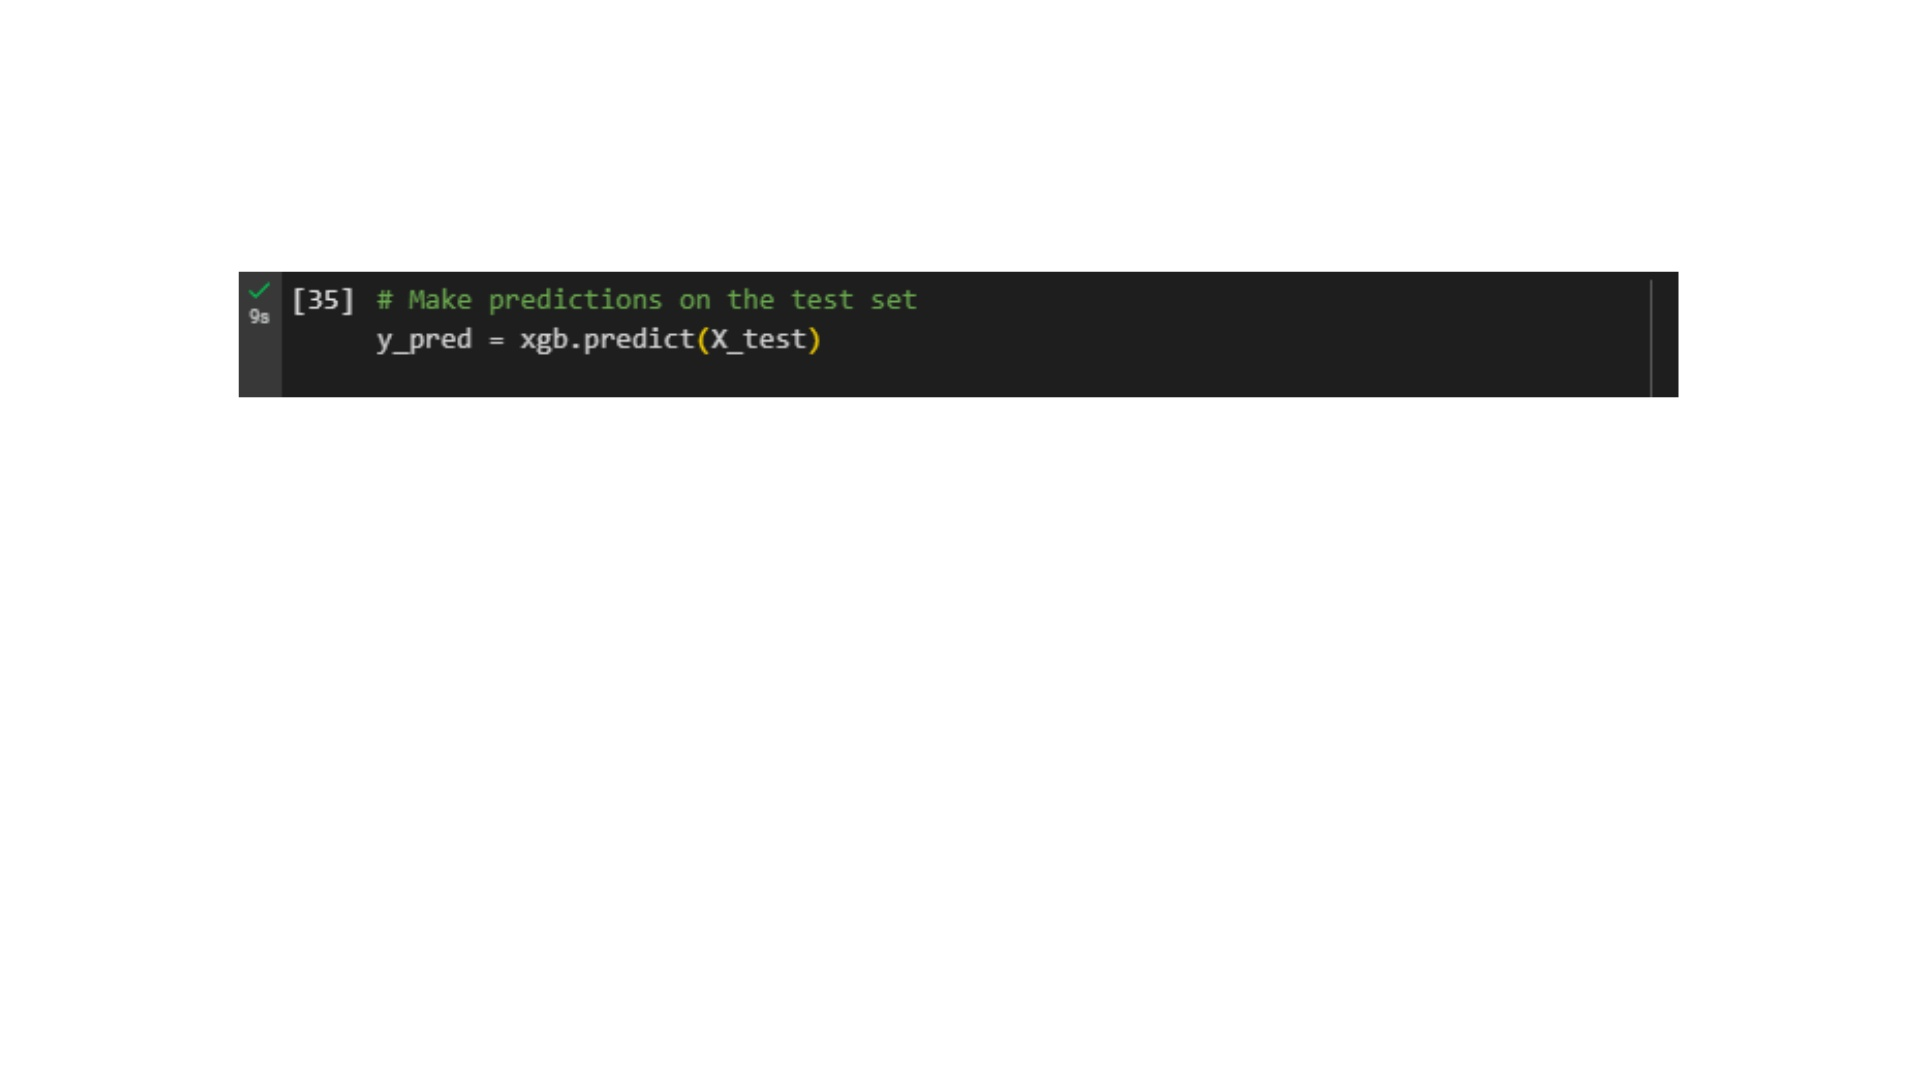 [35] # Make predictions on the test set
9s
y_pred = xgb.predict(X_test)